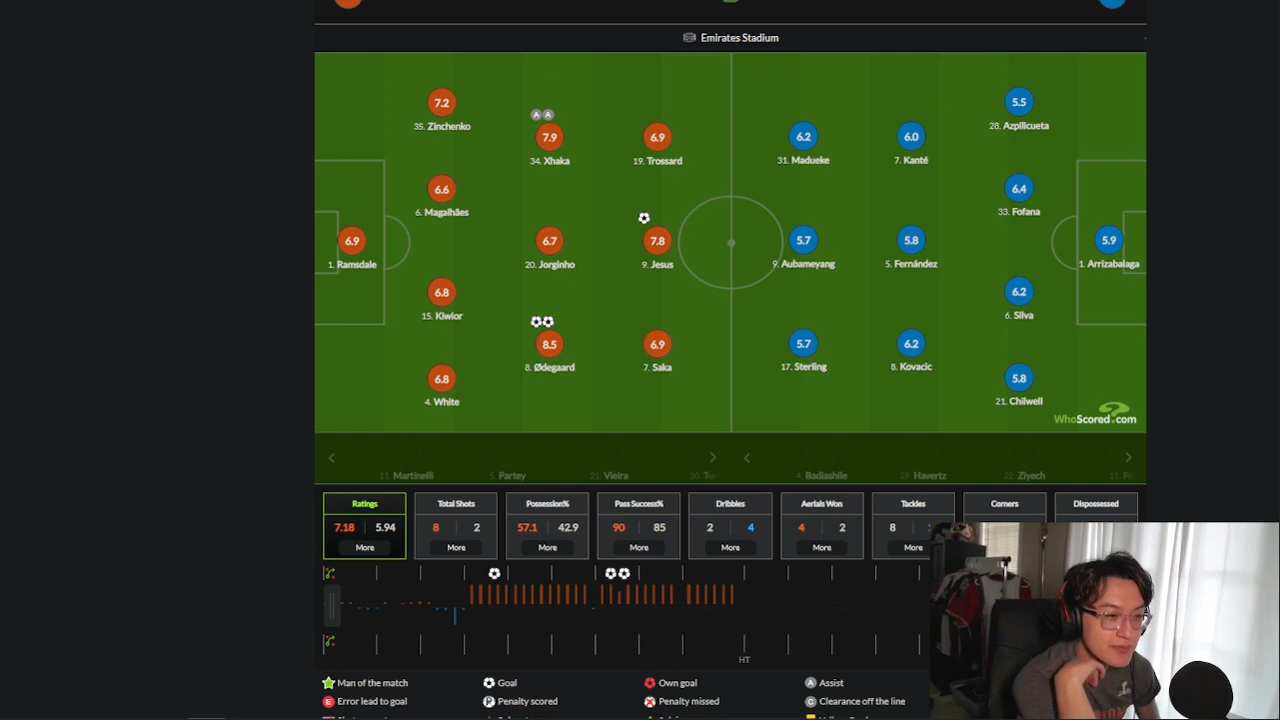 Emirates Stadium
7.2
35. Zinchenko
A A
7.9
34. Xhaka
6.9
19. Trossard
6.2
31. Madueke
6.0
7. Kanté
5.5
28. Azpilicueta
6.6
6. Magalhães
6.4
33. Fofana
6.9
1. Ramsdale
6.7
20. Jorginho
7.8
9. Jesus
5.7
9. Aubameyang
5.8
5. Fernández
5.9
1. Arrizabalaga
6.8
15. Kiwior
6.2
6. Silva
8.5
8. Ødegaard
6.9
7. Saka
5.7
17. Sterling
6.2
8. Kovacic
6.8
4. White
5.8
21. Chilwell
WhoScored.com
11. Martinelli
5. Partey
21. Vieira
4. Badiashile
29. Havertz
22. Ziyech
Ratings
Total Shots
Possession%
Pass Success%
Dribbles
Aerials Won
Tackles
Corners
Dispossessed
7.18 5.94
8 2
57.1 42.9
90 85
2 4
4 2
8
More
More
More
More
More
More
More
HT
Man of the match
Goal
Own goal
A Assist
E Error lead to goal
P Penalty scored
Penalty missed
C Clearance off the line